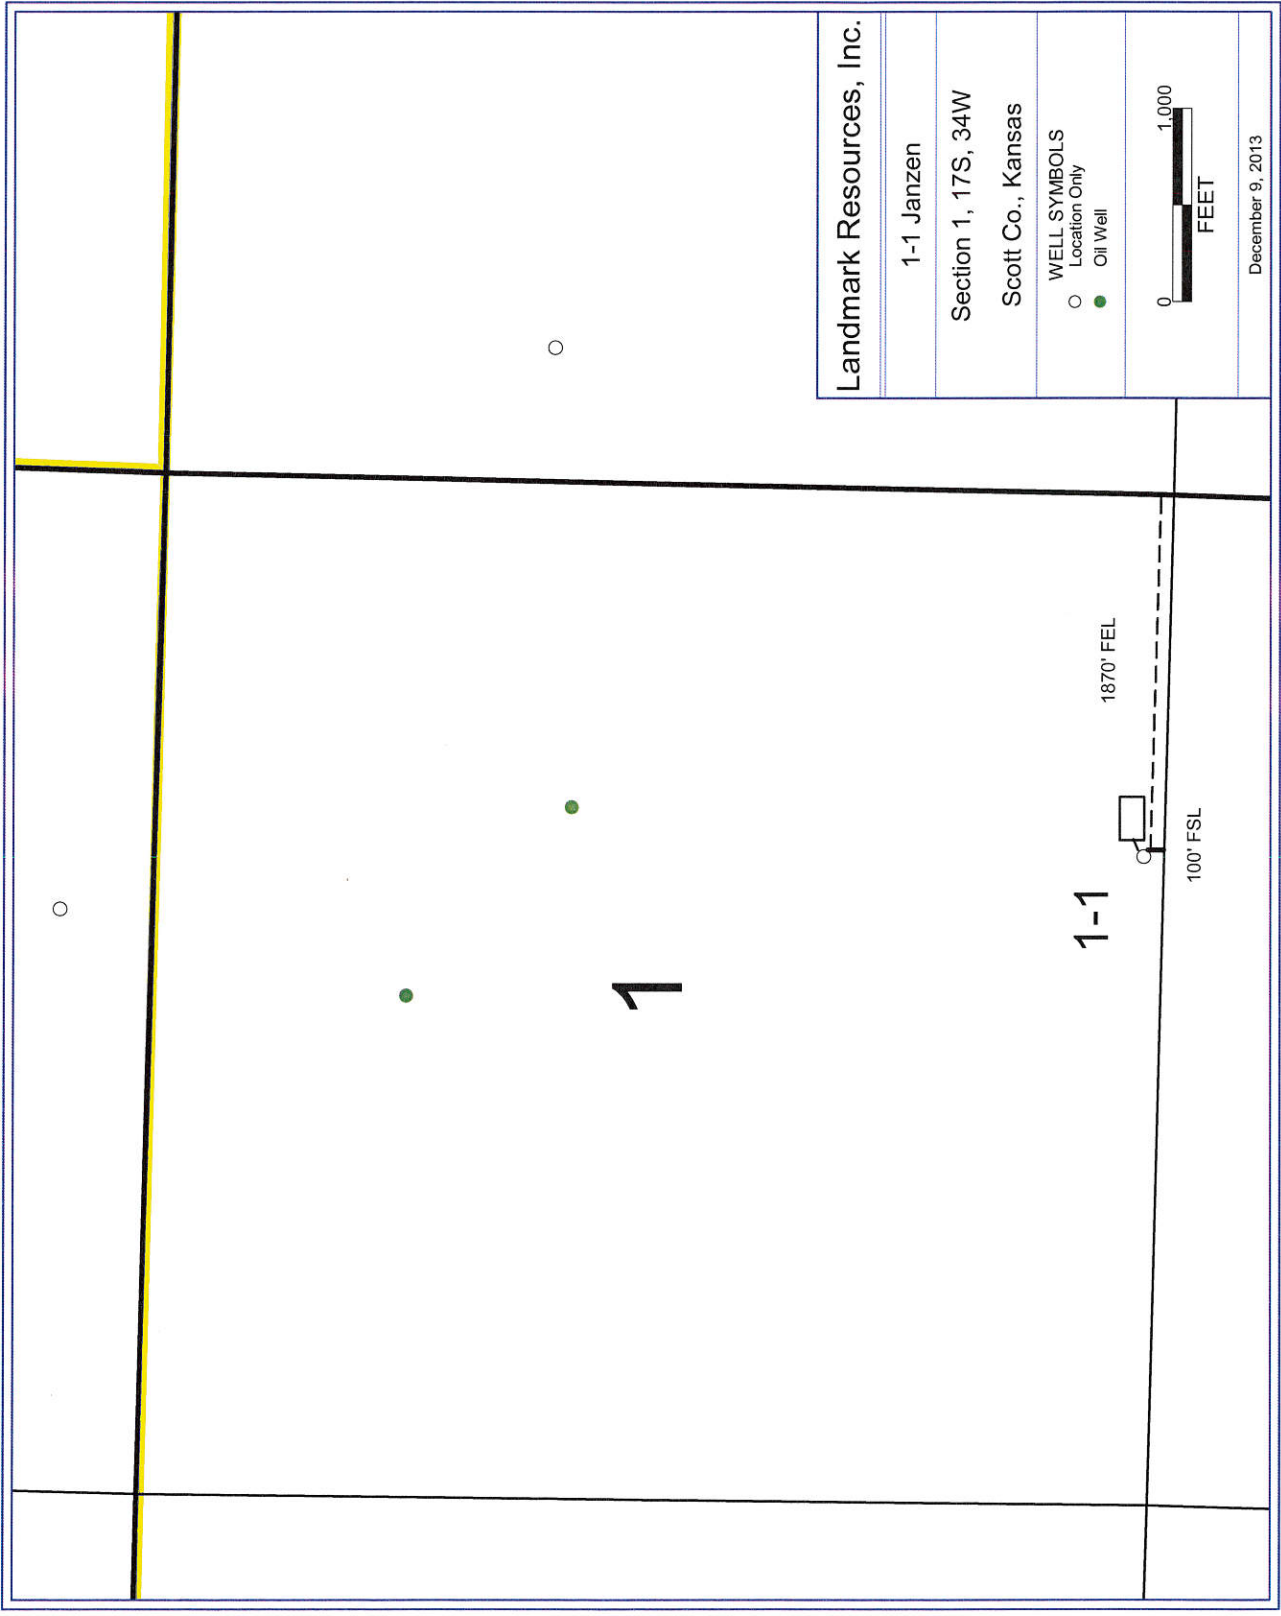 1
1-1
1870' FEL
100' FSL
Landmark Resources, Inc.
1-1 Janzen
Section 1, 17S, 34W
Scott Co., Kansas
WELL SYMBOLS
Location Only
Oil Well
0 1,000
FEET
December 9, 2013